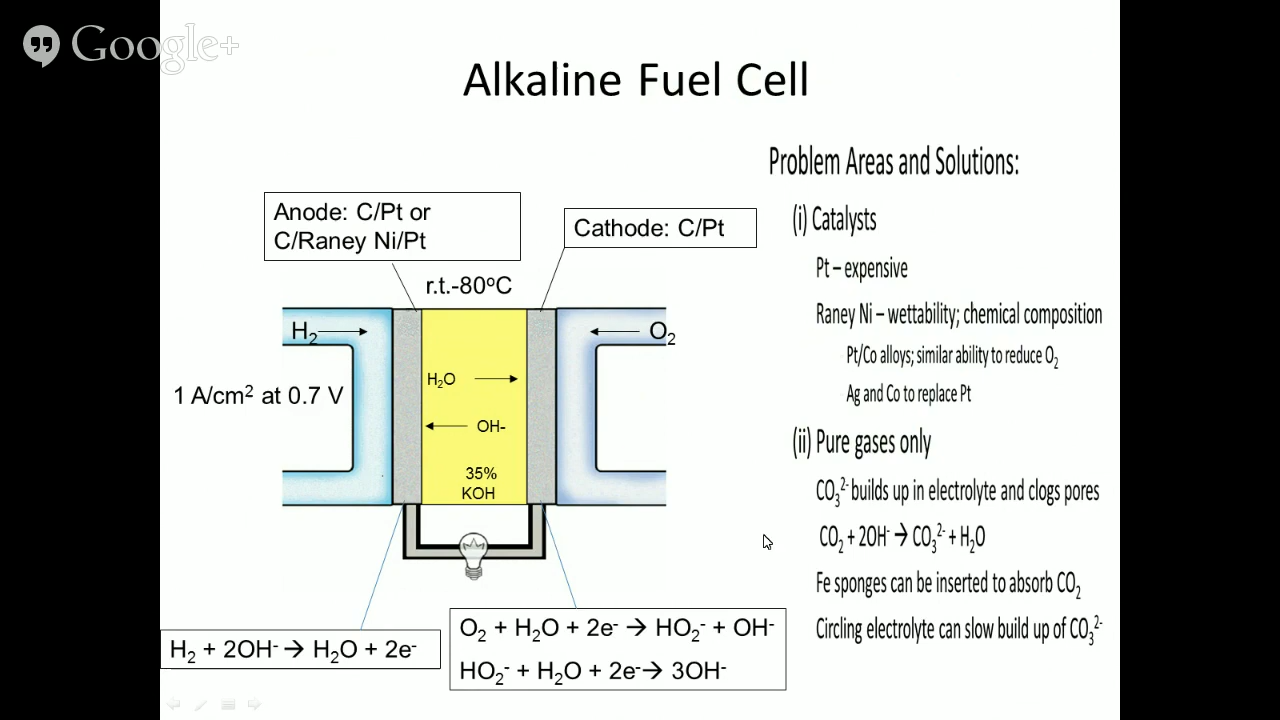 Google+
Alkaline Fuel Cell
Anode: C/Pt or
C/Raney Ni/Pt
Cathode: C/Pt
r.t.-80ºC
H₂
O₂
H₂O
1 A/cm² at 0.7 V
OH-
35%
KOH
H₂ + 2OH⁻ → H₂O + 2e⁻
O₂ + H₂O + 2e⁻ → HO₂⁻ + OH⁻
HO₂⁻ + H₂O + 2e⁻→ 3OH⁻
Problem Areas and Solutions:
(i) Catalysts
Pt – expensive
Raney Ni – wettability; chemical composition
Pt/Co alloys; similar ability to reduce O₂
Ag and Co to replace Pt
(ii) Pure gases only
CO₃²⁻ builds up in electrolyte and clogs pores
CO₂ + 2OH⁻ → CO₃²⁻ + H₂O
Fe sponges can be inserted to absorb CO₂
Circling electrolyte can slow build up of CO₃²⁻